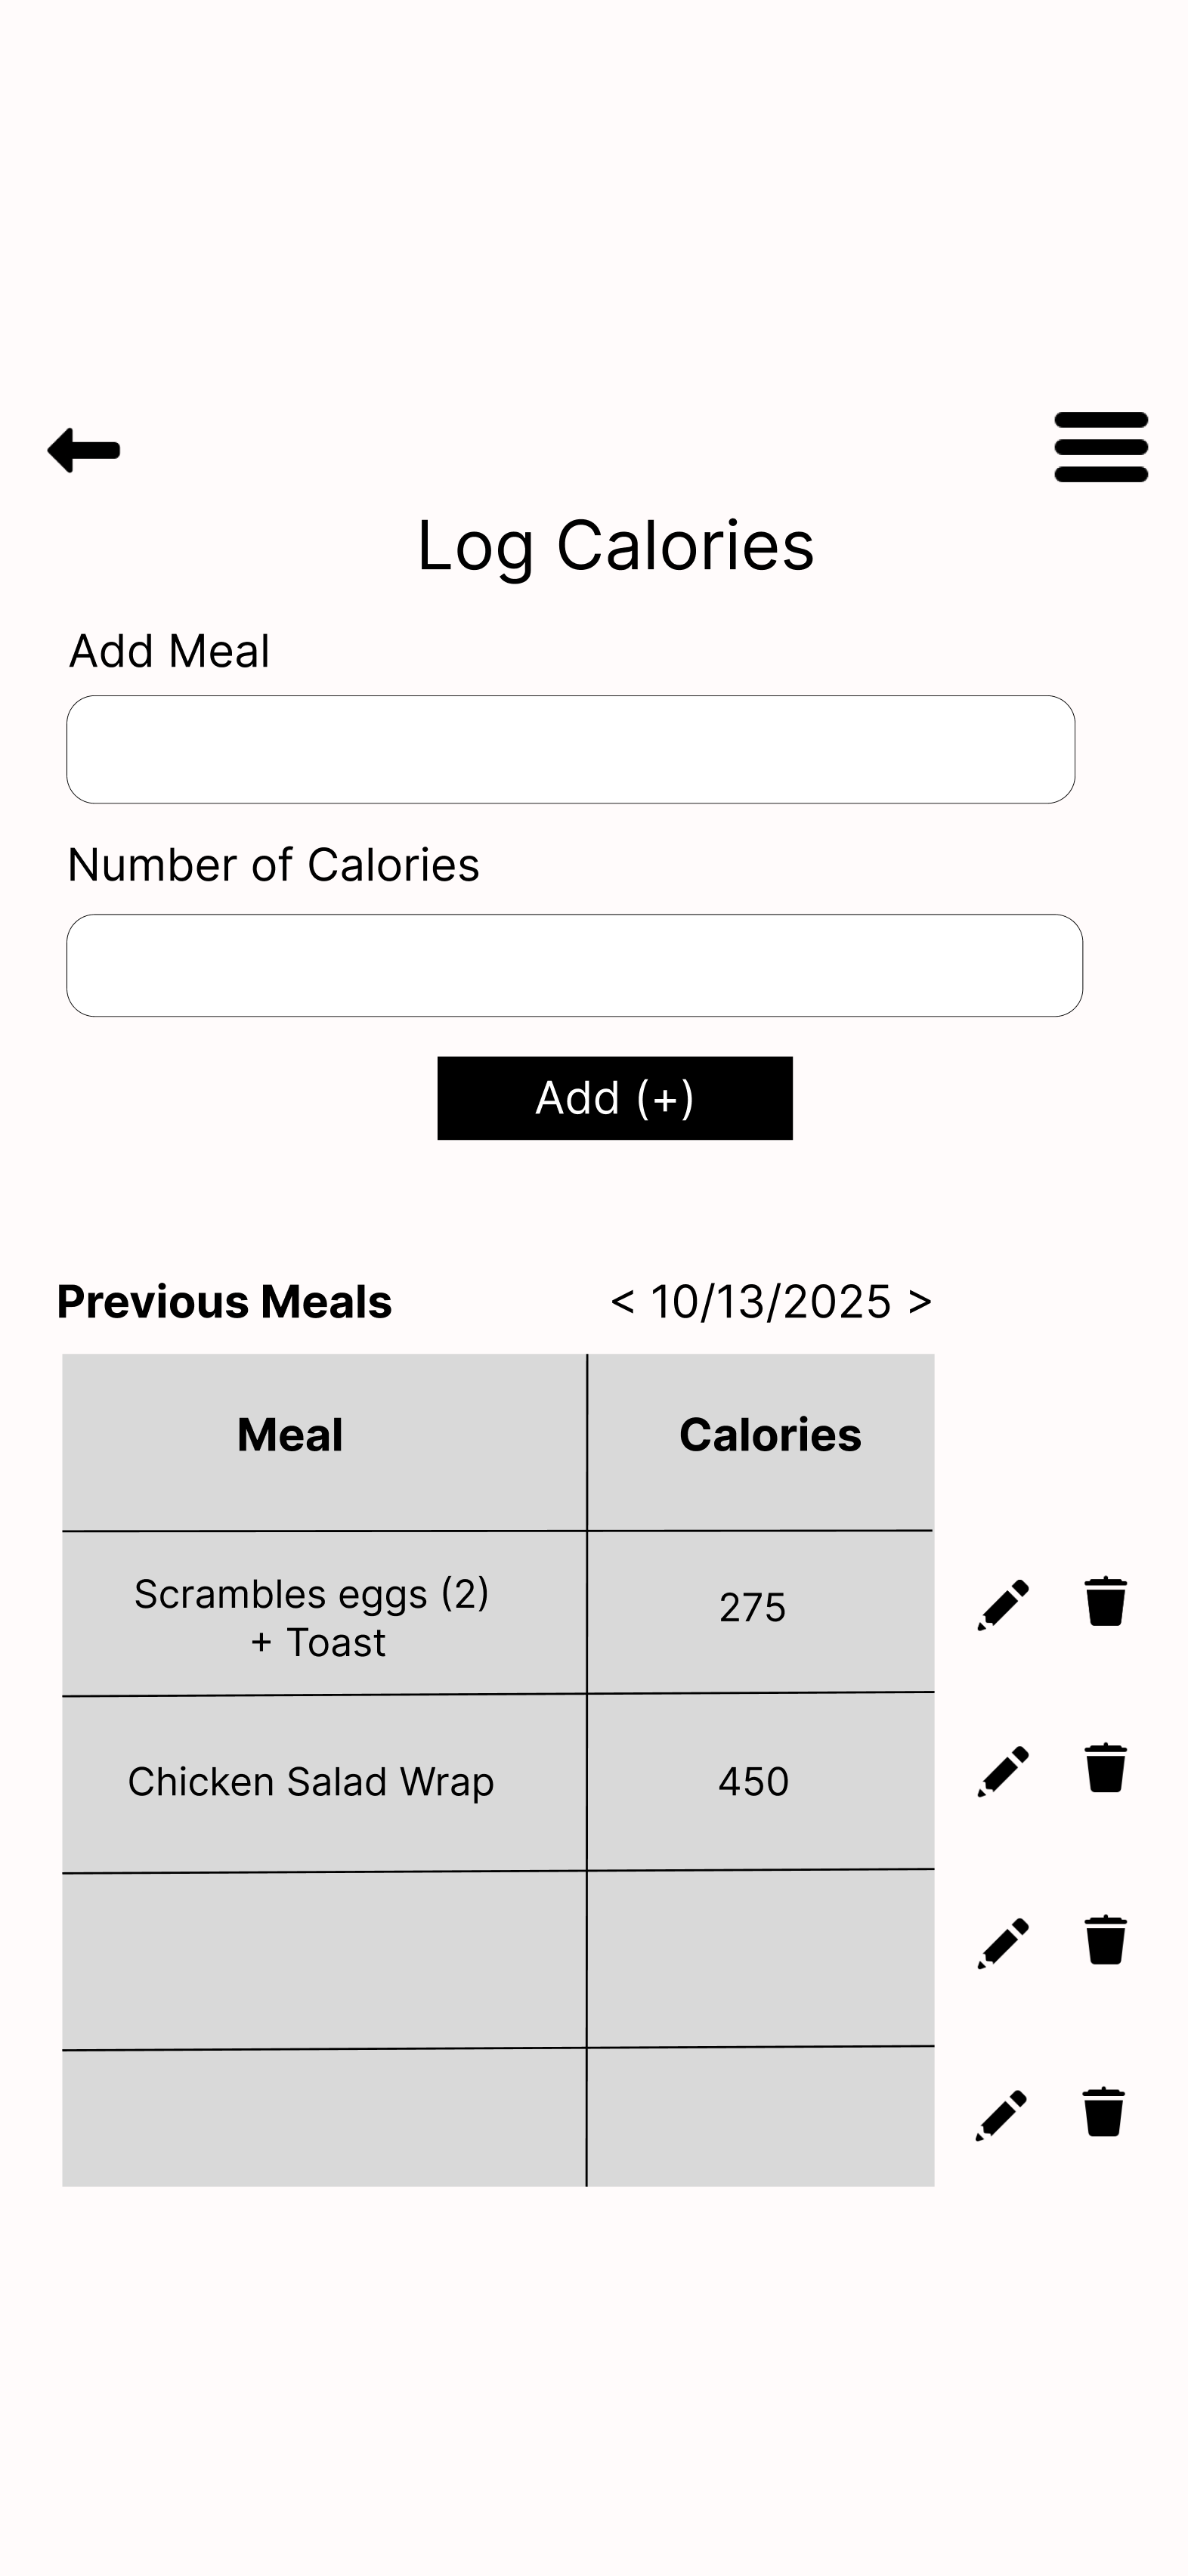 Log Calories
Add Meal
Number of Calories
Add (+)
Previous Meals
< 10/13/2025 >
Meal
Calories
Scrambles eggs (2)
+ Toast
275
Chicken Salad Wrap
450